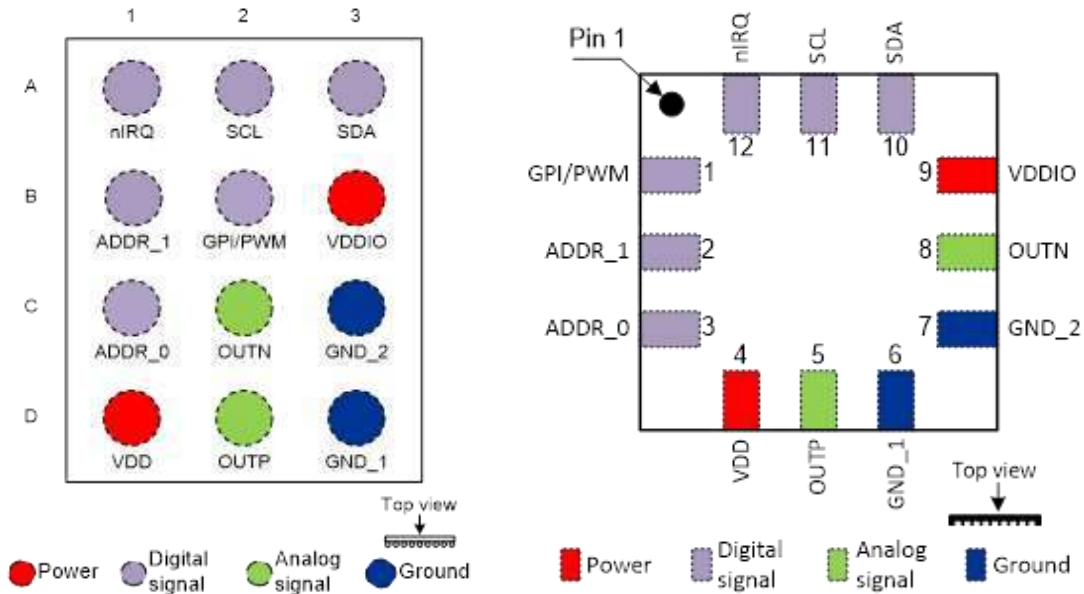 1 2 3
A
nIRQ SCL SDA
B
ADDR_1 GPI/PWM VDDIO
C
ADDR_0 OUTN GND_2
D
VDD OUTP GND_1
Top view
Power Digital signal Analog signal Ground
Pin 1
nIRQ SCL SDA
12 11 10
GPI/PWM 1 9 VDDIO
ADDR_1 2 8 OUTN
ADDR_0 3 7 GND_2
4 5 6
VDD OUTP GND_1
Top view
Power Digital signal Analog signal Ground